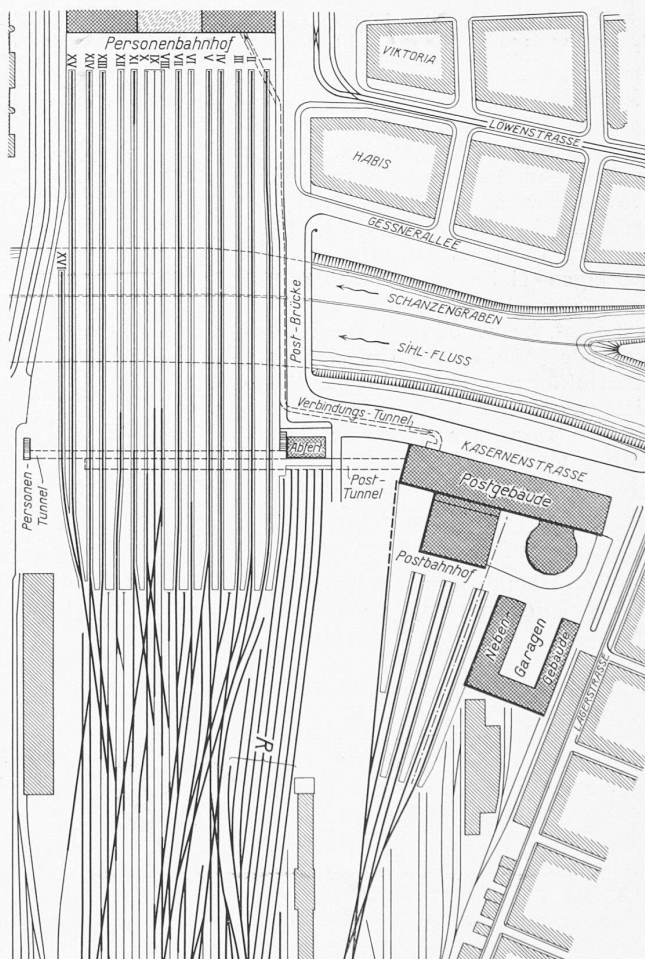 Personenbahnhof
XV XIV XIII XII XI X IX VIII VII VI V IV III II I
XVI
VIKTORIA
LÖWENSTRASSE
HABIS
GESSNERALLEE
SCHANZENGRABEN
SIHL-FLUSS
Post-Brücke
Verbindungs-Tunnel
Abfert.
KASERNENSTRASSE
Personen-
Tunnel
Post-
Tunnel
Postgebäude
Postbahnhof
Neben-
Garagen
gebäude
LAGERSTRASSE
R